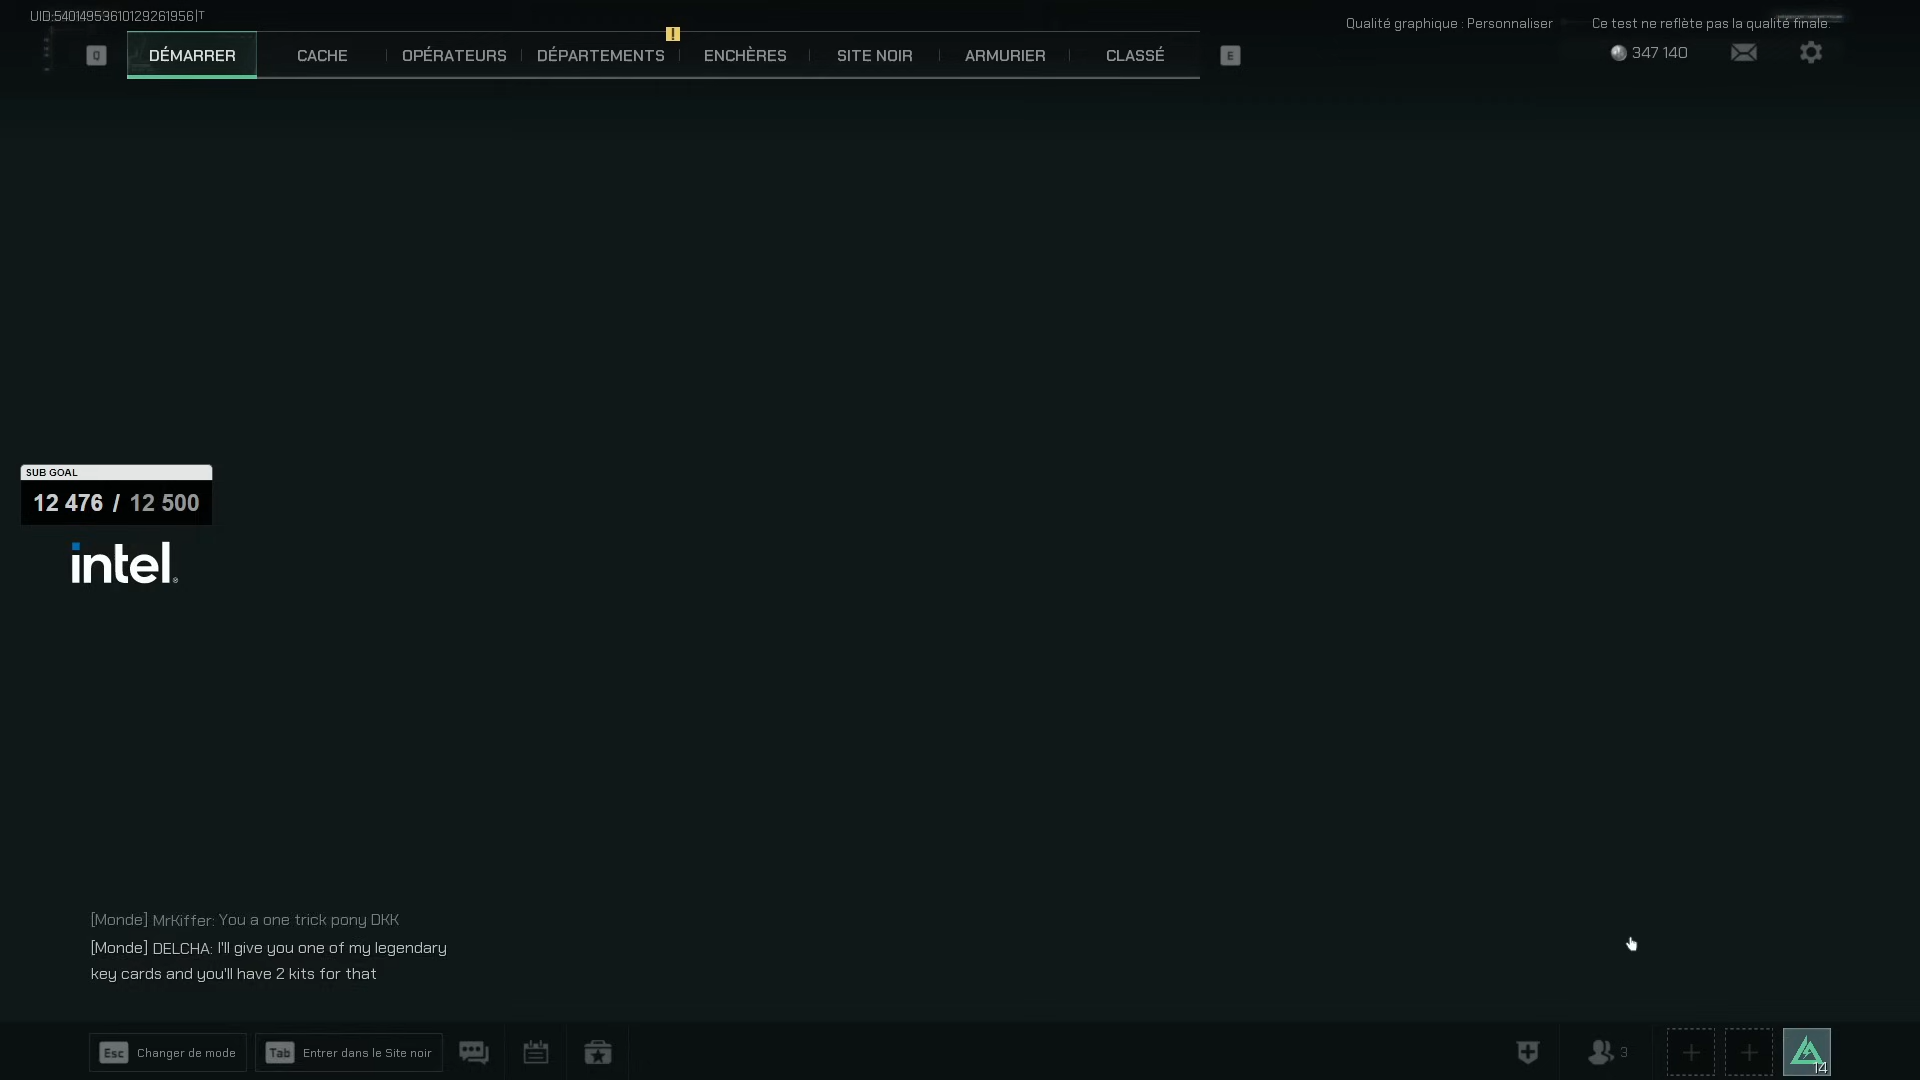 UID:54014953610129261956|T
Qualité graphique : Personnaliser
Ce test ne reflète pas la qualité finale.
Q
DÉMARRER
CACHE
OPÉRATEURS
DÉPARTEMENTS
!
ENCHÈRES
SITE NOIR
ARMURIER
CLASSÉ
E
347 140
SUB GOAL
12 476 / 12 500
intel
[Monde] MrKiffer: You a one trick pony DKK
[Monde] DELCHA: I'll give you one of my legendary
key cards and you'll have 2 kits for that
Esc Changer de mode
Tab Entrer dans le Site noir
3
14